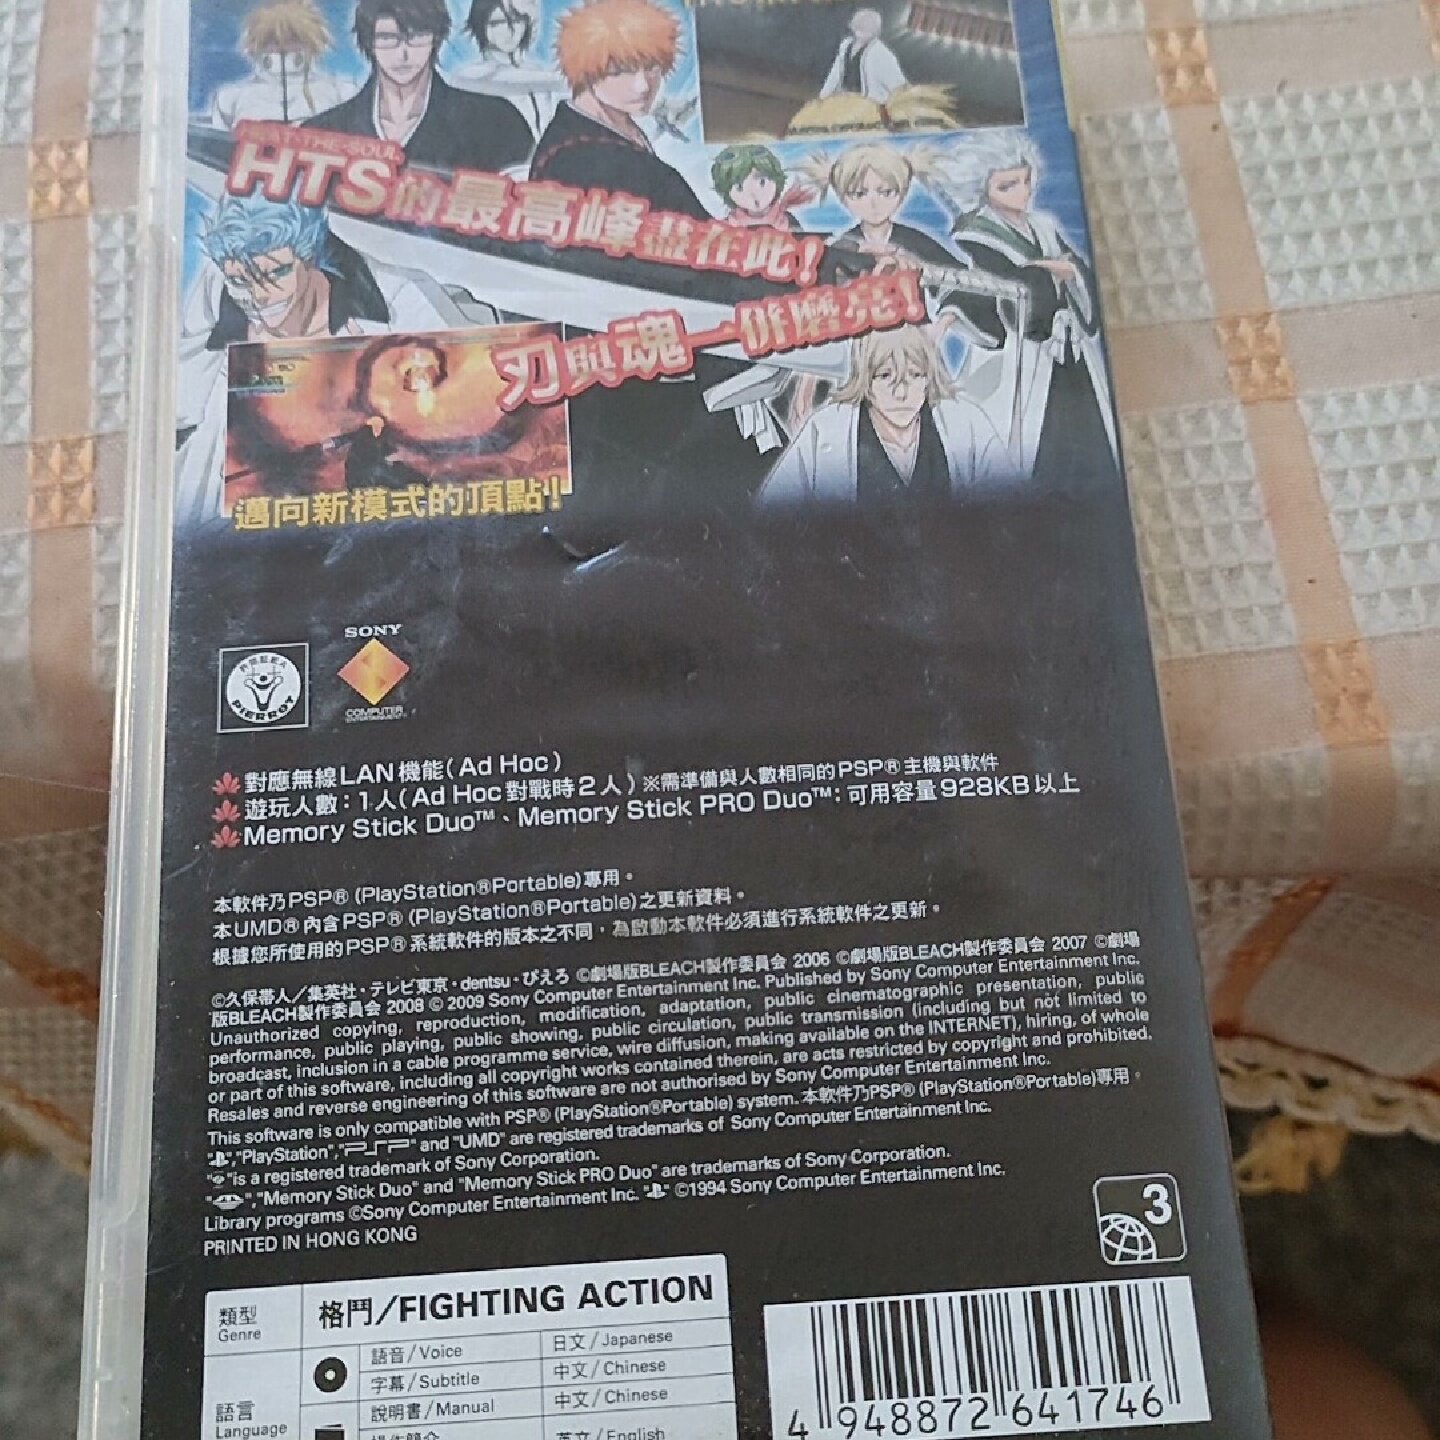 HTS的最高峰盡在此!
刃與魂一併磨亮!
邁向新模式的頂點!
PIERROT
SONY
COMPUTER
ENTERTAINMENT
對應無線LAN機能(Ad Hoc)
遊玩人數:1人(Ad Hoc對戰時2人)※需準備與人數相同的PSP®主機與軟件
Memory Stick Duo™、Memory Stick PRO Duo™:可用容量928KB以上
本軟件乃PSP® (PlayStation®Portable)專用。
本UMD®內含PSP® (PlayStation®Portable)之更新資料。
根據您所使用的PSP®系統軟件的版本之不同,為啟動本軟件必須進行系統軟件之更新。
©久保帯人/集英社・テレビ東京・dentsu・ぴえろ ©劇場版BLEACH製作委員会 2006 ©劇場版BLEACH製作委員会 2007 ©劇場
版BLEACH製作委員会 2008 © 2009 Sony Computer Entertainment Inc. Published by Sony Computer Entertainment Inc.
Unauthorized copying, reproduction, modification, adaptation, public cinematographic presentation, public
performance, public playing, public showing, public circulation, public transmission (including but not limited to
broadcast, inclusion in a cable programme service, wire diffusion, making available on the INTERNET), hiring, of whole
or part of this software, including all copyright works contained therein, are acts restricted by copyright and prohibited.
Resales and reverse engineering of this software are not authorised by Sony Computer Entertainment Inc.
This software is only compatible with PSP® (PlayStation®Portable) system. 本軟件乃PSP® (PlayStation®Portable)專用。
" ","PlayStation","PSP" and "UMD" are registered trademarks of Sony Computer Entertainment Inc.
" "is a registered trademark of Sony Corporation.
" ","Memory Stick Duo" and "Memory Stick PRO Duo" are trademarks of Sony Corporation.
Library programs ©Sony Computer Entertainment Inc. " " ©1994 Sony Computer Entertainment Inc.
PRINTED IN HONG KONG
3
類型
Genre
格鬥/FIGHTING ACTION
語言
Language
語音/Voice 日文/Japanese
字幕/Subtitle 中文/Chinese
說明書/Manual 中文/Chinese
操作簡介 英文/English
4 948872 641746